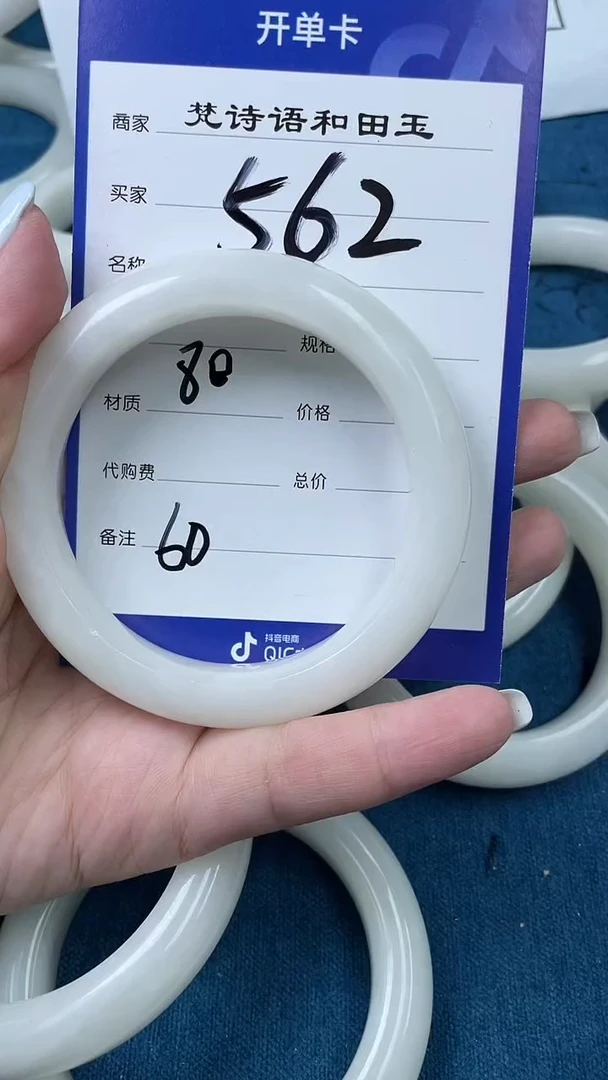 开单卡
商家 梵诗语和田玉
买家 562
名称
80 规格
材质 价格
代购费 总价
备注 60
抖音电商
QIC